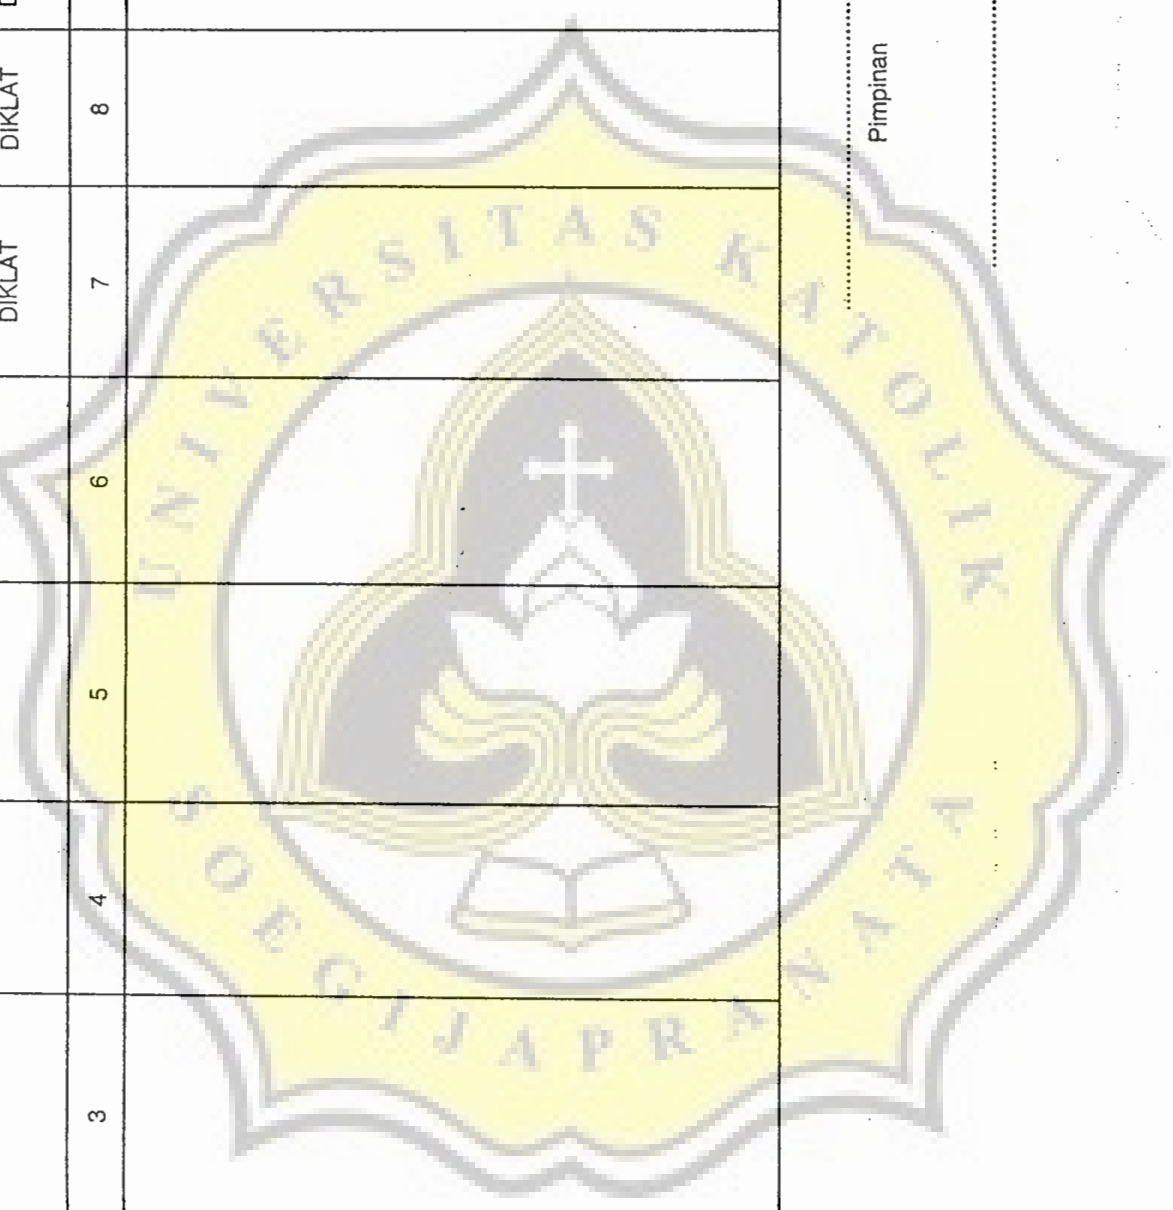 DIKLAT DIKLAT
3 4 5 6 7 8
Pimpinan
UNIVERSITAS KATOLIK
SOEGIJAPRANATA